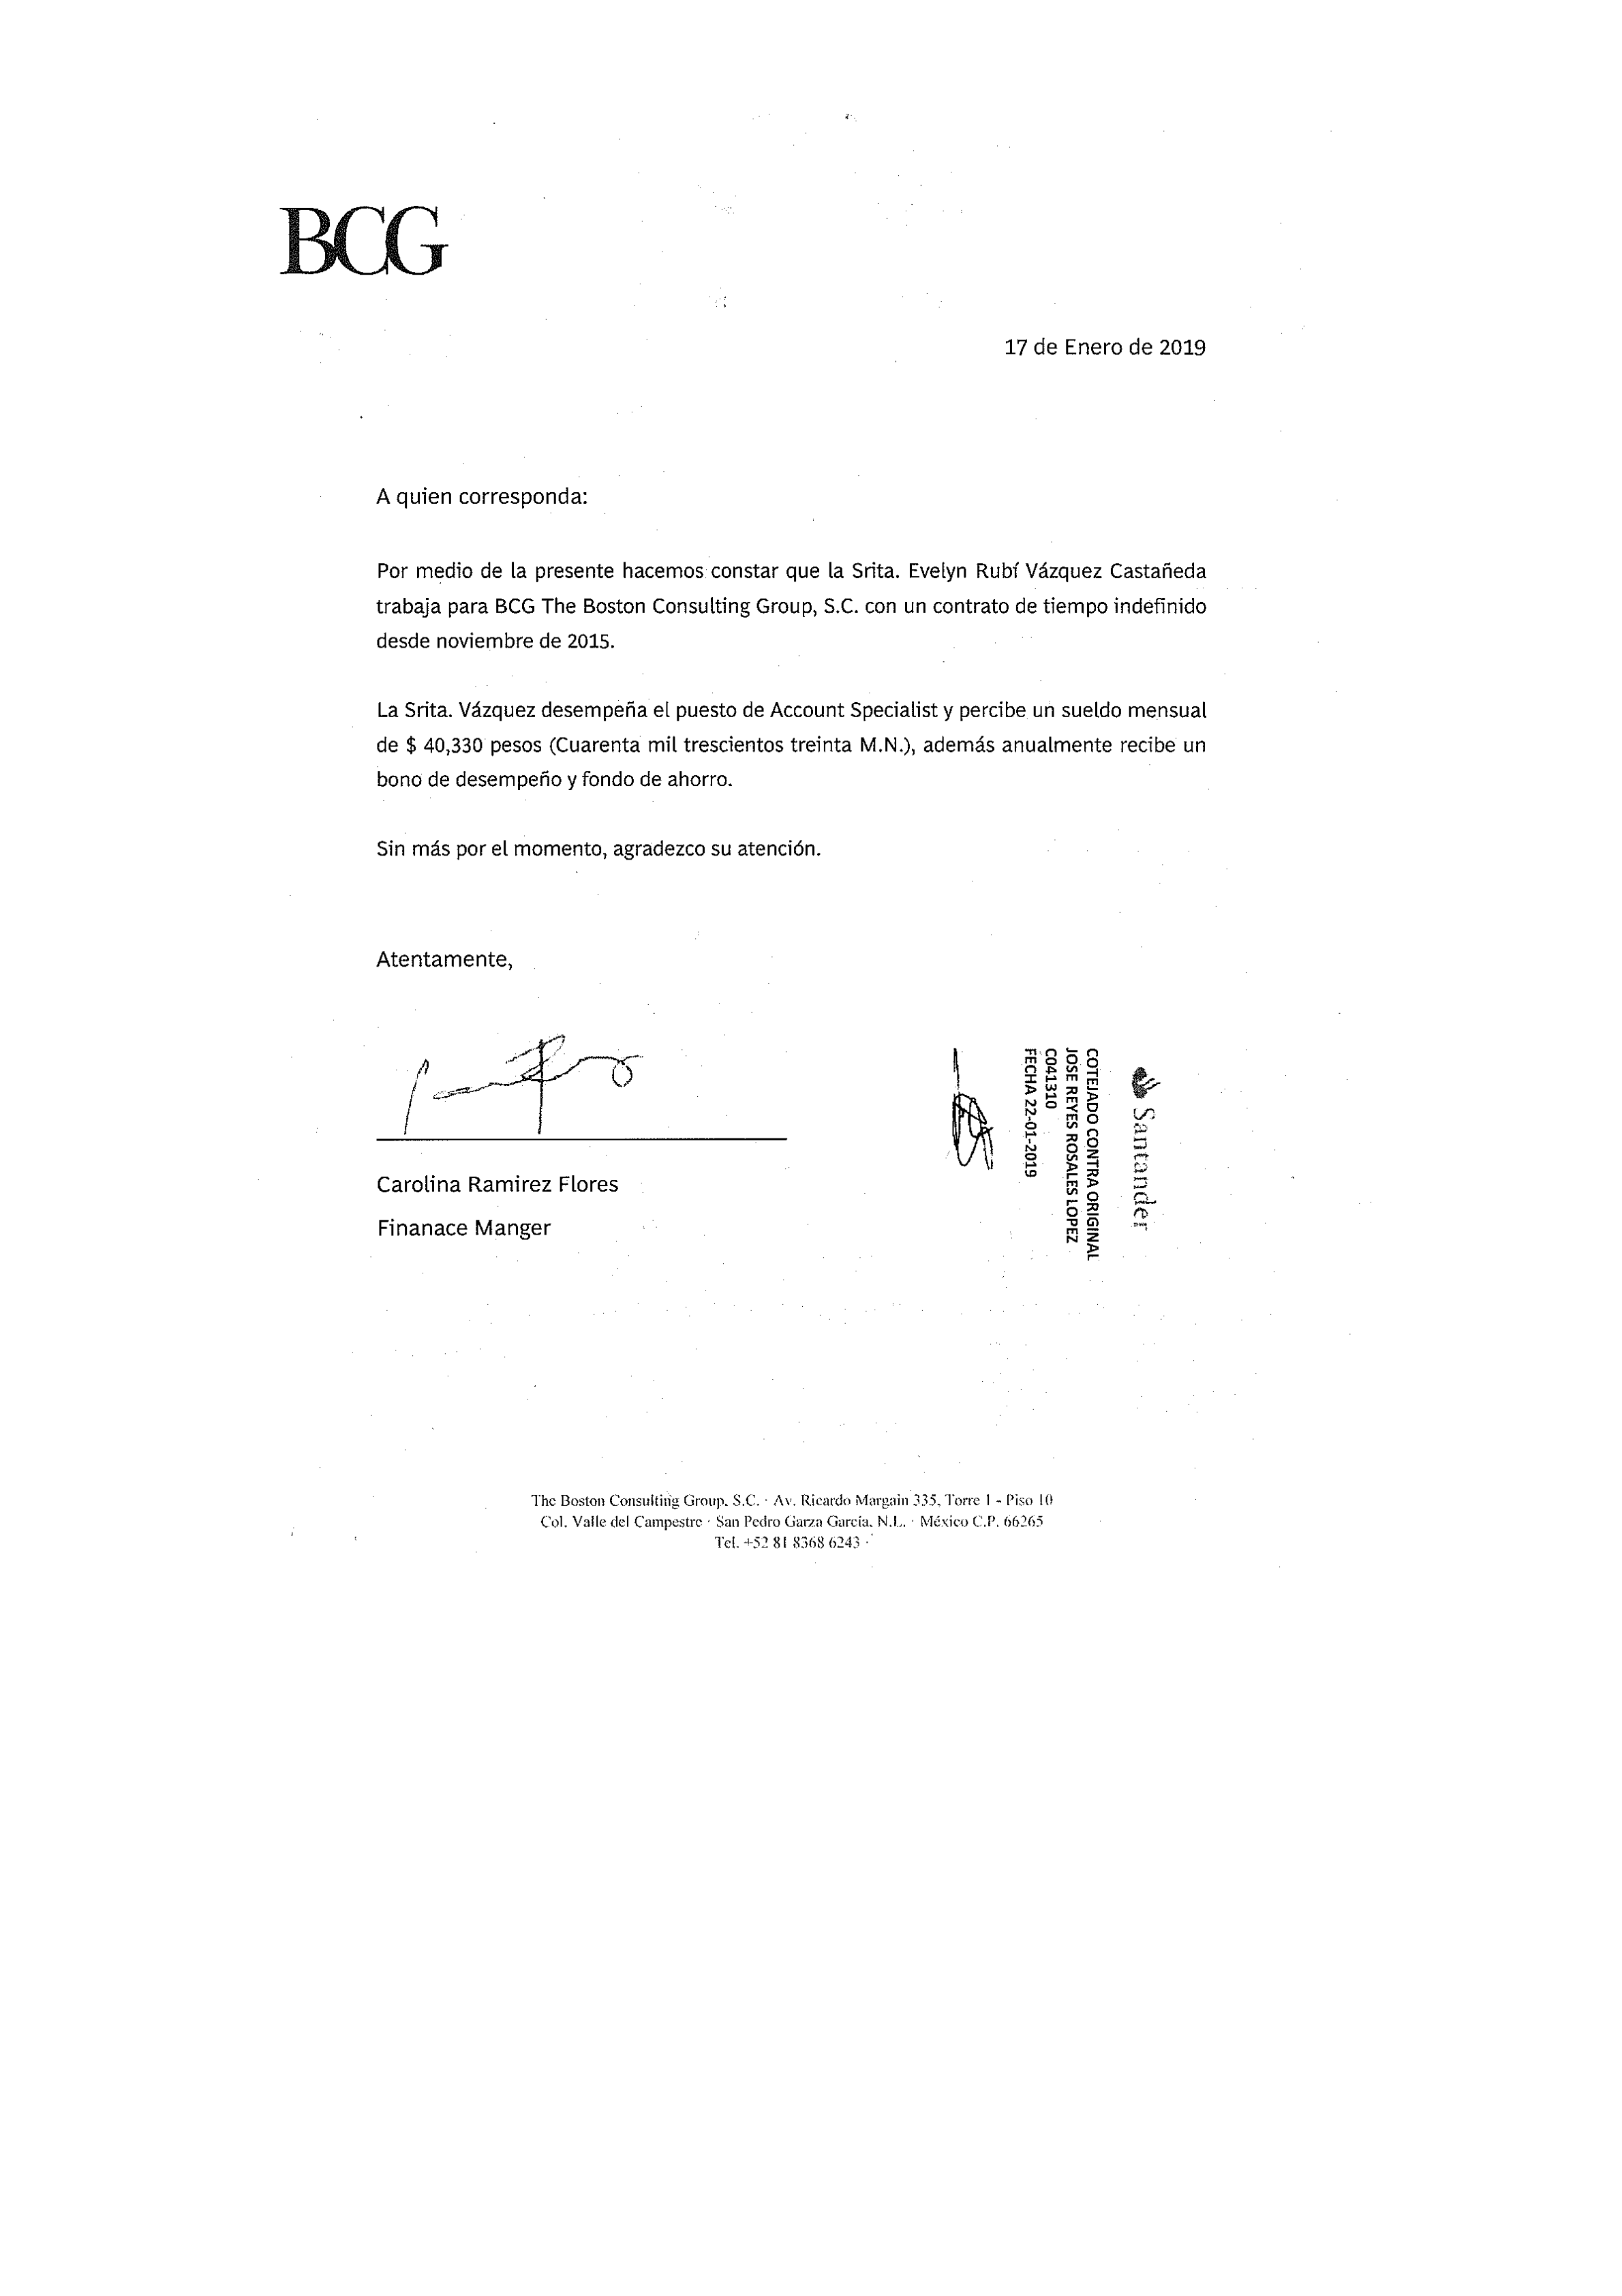 BCG
17 de Enero de 2019
A quien corresponda:
Por medio de la presente hacemos constar que la Srita. Evelyn Rubí Vázquez Castañeda
trabaja para BCG The Boston Consulting Group, S.C. con un contrato de tiempo indefinido
desde noviembre de 2015.
La Srita. Vázquez desempeña el puesto de Account Specialist y percibe un sueldo mensual
de $ 40,330 pesos (Cuarenta mil trescientos treinta M.N.), además anualmente recibe un
bono de desempeño y fondo de ahorro.
Sin más por el momento, agradezco su atención.
Atentamente,
Carolina Ramirez Flores
Finanace Manger
Santander
COTEJADO CONTRA ORIGINAL
JOSE REYES ROSALES LOPEZ
C041310
FECHA 22-01-2019
The Boston Consulting Group, S.C. · Av. Ricardo Margain 335, Torre 1 - Piso 10
Col. Valle del Campestre · San Pedro Garza García, N.L. · México C.P. 66265
Tel. +52 81 8368 6243 ·